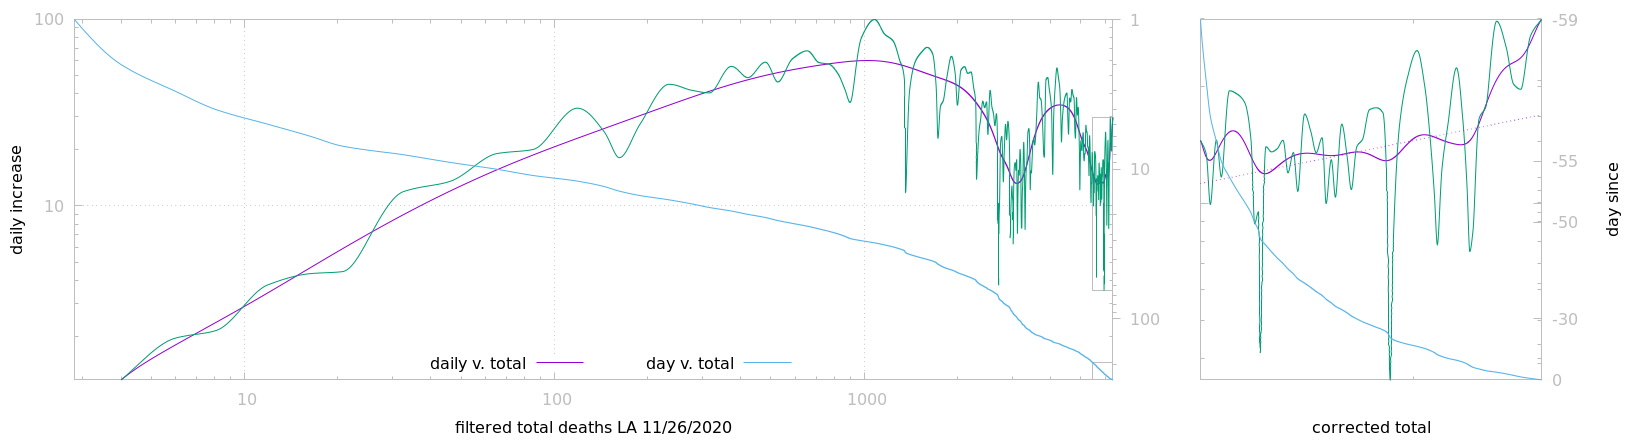 100
10
daily increase
10
100
1000
filtered total deaths LA 11/26/2020
daily v. total
day v. total
1
10
100
-59
-55
-50
-30
0
day since
corrected total